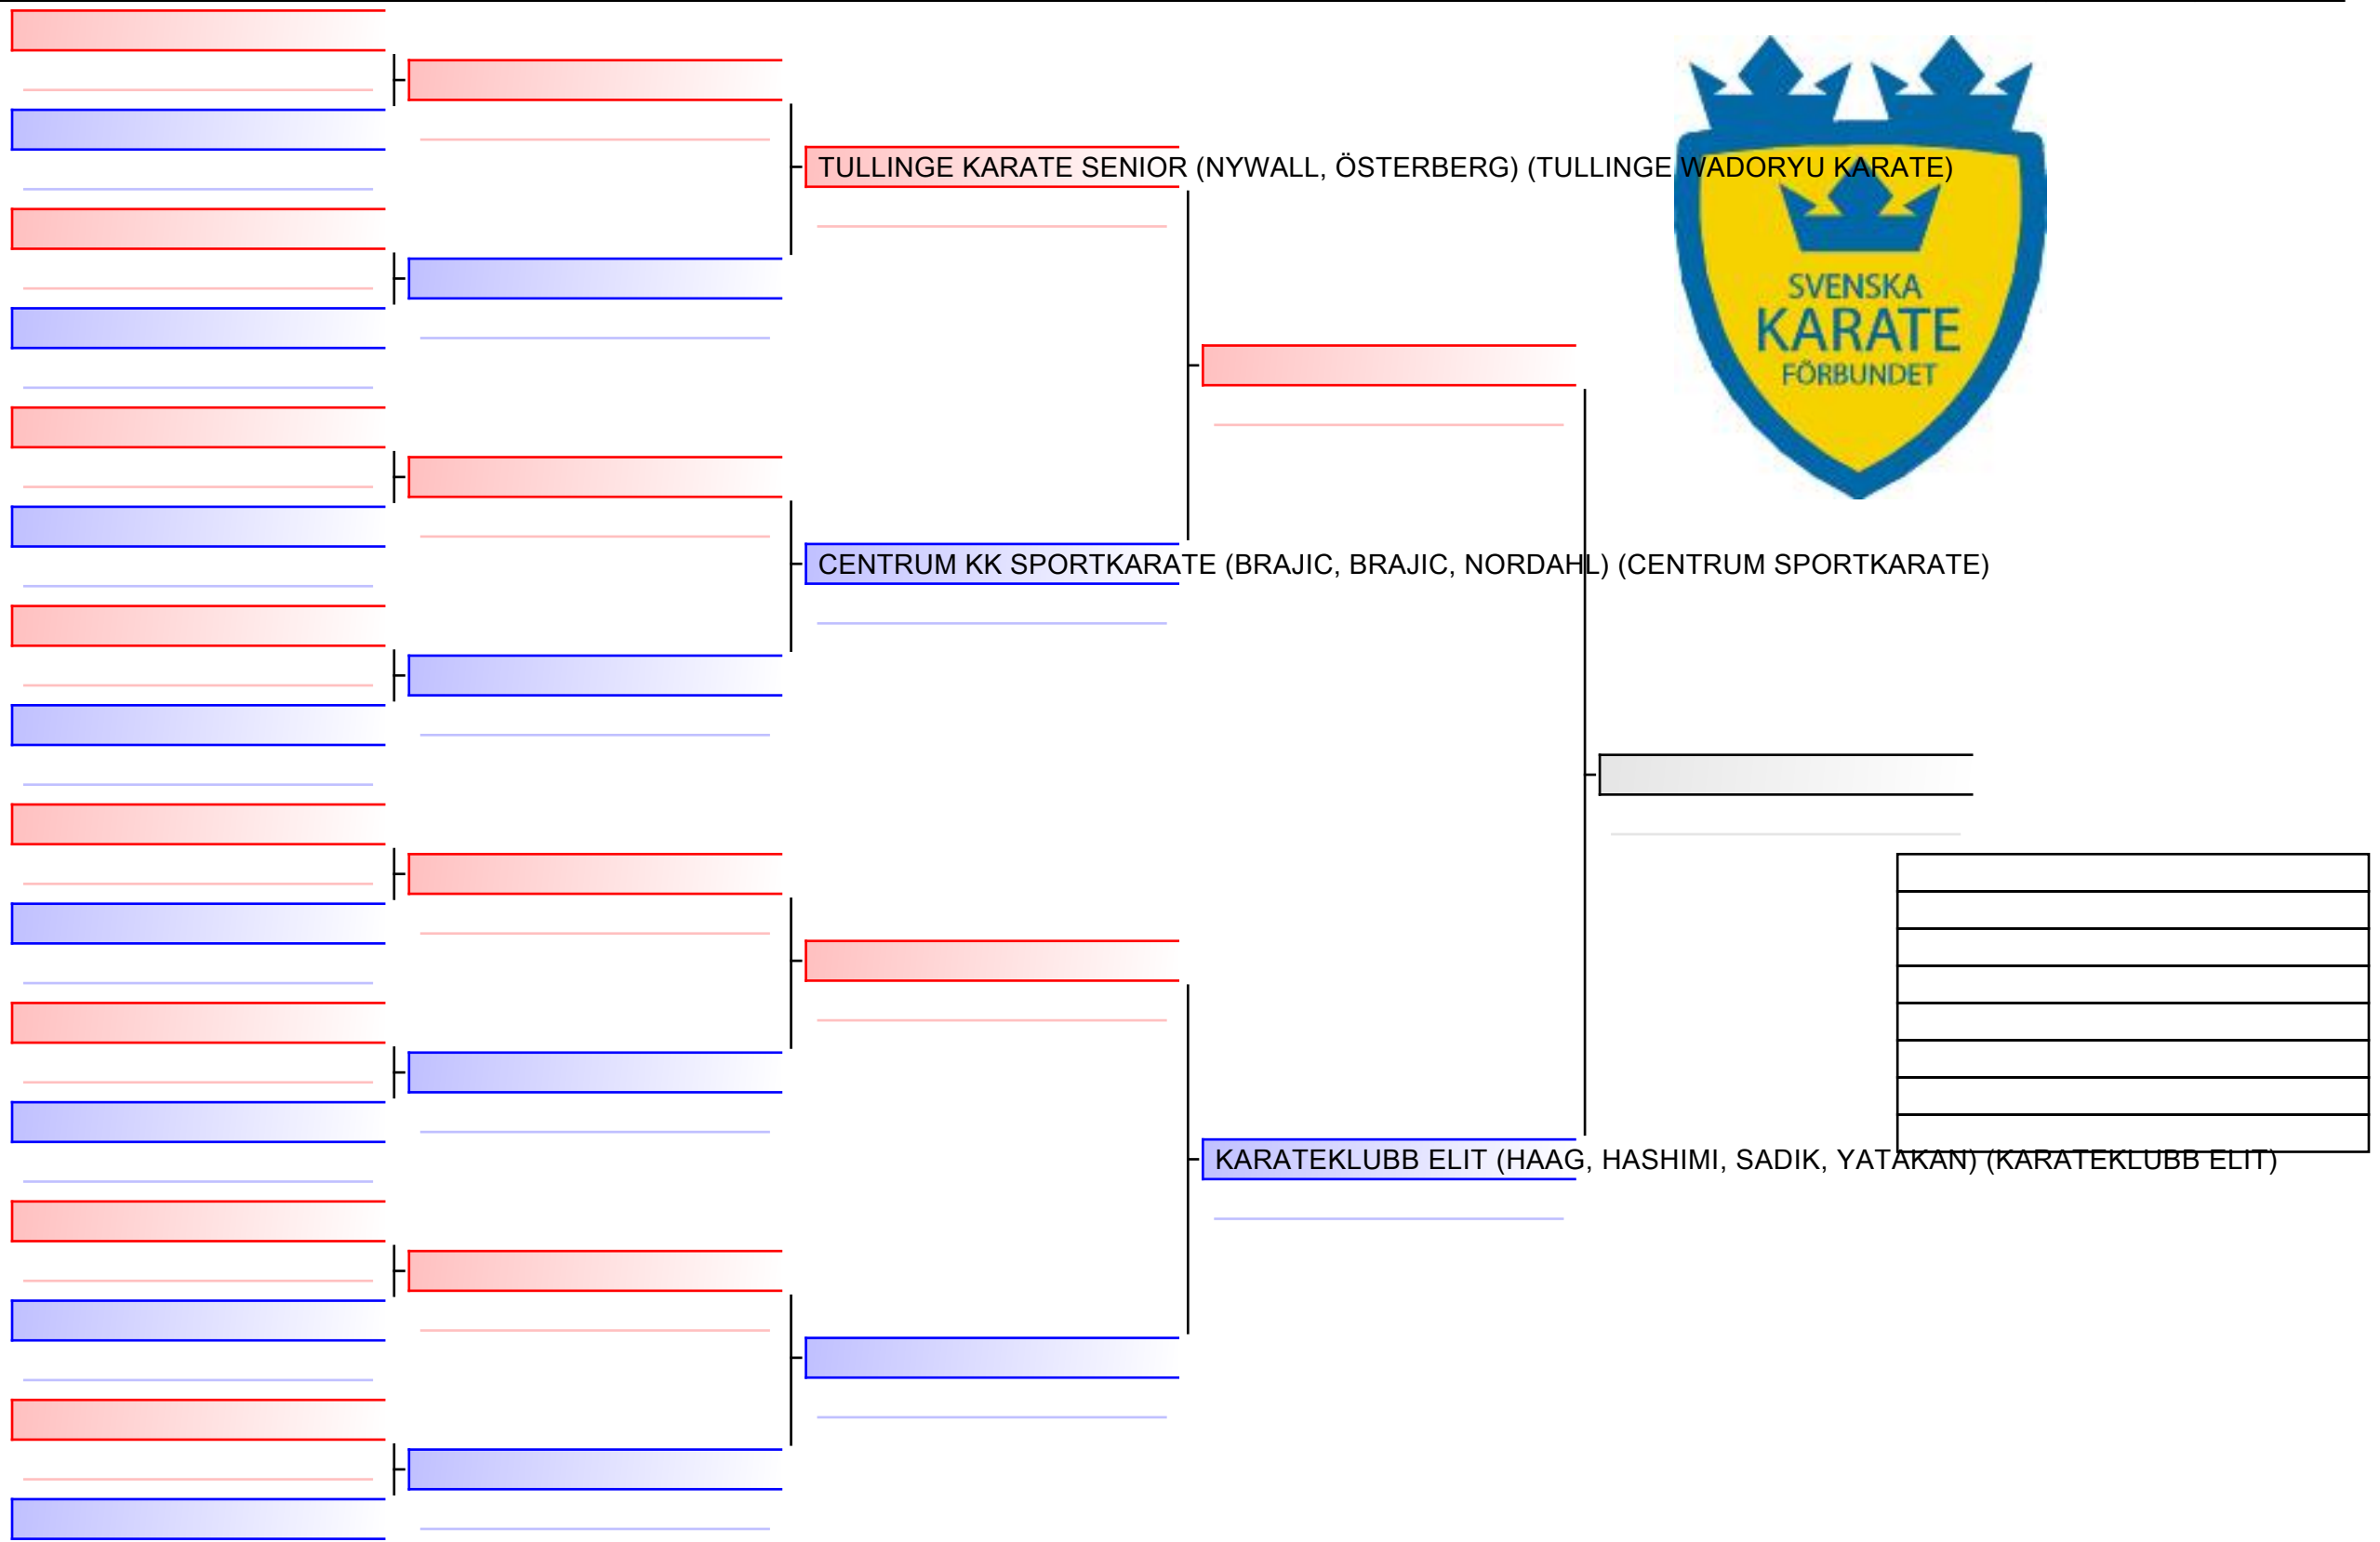 TULLINGE KARATE SENIOR (NYWALL, ÖSTERBERG) (TULLINGE WADORYU KARATE)
SVENSKA
KARATE
FÖRBUNDET
CENTRUM KK SPORTKARATE (BRAJIC, BRAJIC, NORDAHL) (CENTRUM SPORTKARATE)
KARATEKLUBB ELIT (HAAG, HASHIMI, SADIK, YATAKAN) (KARATEKLUBB ELIT)